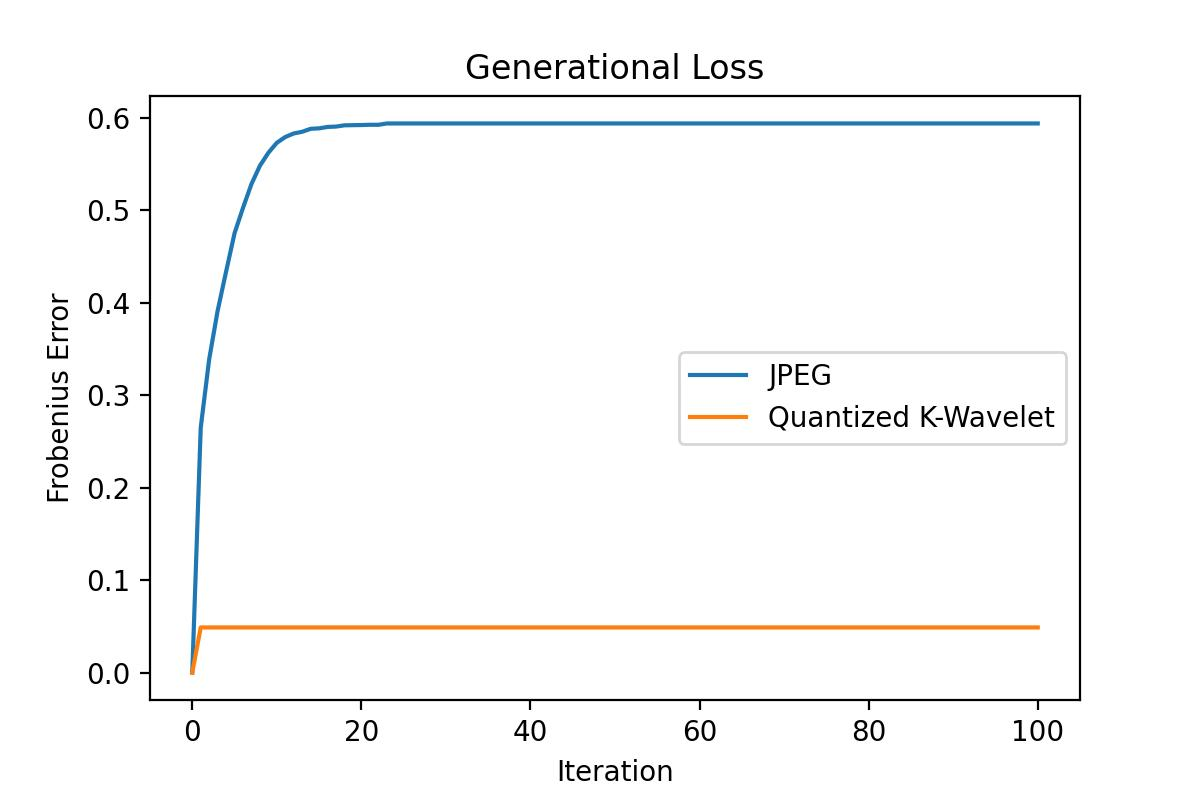 Generational Loss
0.6
0.5
0.4
0.3
0.2
0.1
0.0
Frobenius Error
JPEG
Quantized K-Wavelet
0 20 40 60 80 100
Iteration